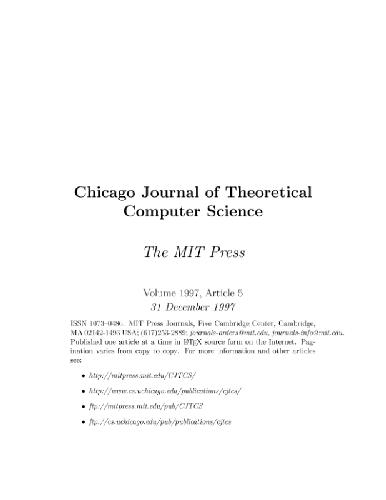 Chicago Journal of Theoretical
Computer Science
The MIT Press
Volume 1997, Article 5
31 December 1997
ISSN 1073–0486. MIT Press Journals, Five Cambridge Center, Cambridge,
MA 02142-1493 USA; (617)253-2889; journals-orders@mit.edu, journals-info@mit.edu.
Published one article at a time in LATEX source form on the Internet. Pag-
ination varies from copy to copy. For more information and other articles
see:
• http://mitpress.mit.edu/CJTCS/
• http://www.cs.uchicago.edu/publications/cjtcs/
• ftp://mitpress.mit.edu/pub/CJTCS
• ftp://cs.uchicago.edu/pub/publications/cjtcs